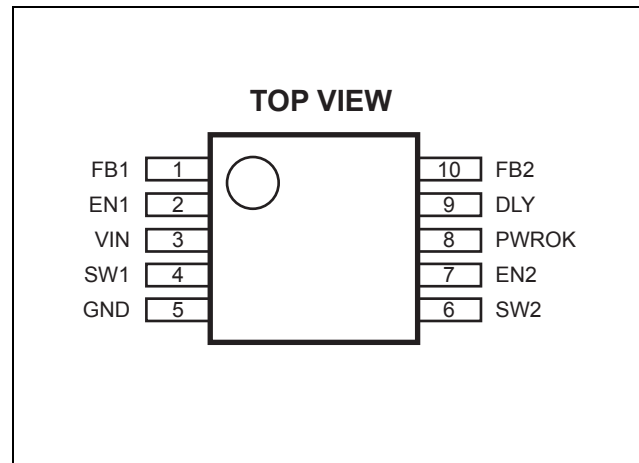 TOP VIEW
FB1 1 10 FB2
EN1 2 9 DLY
VIN 3 8 PWROK
SW1 4 7 EN2
GND 5 6 SW2